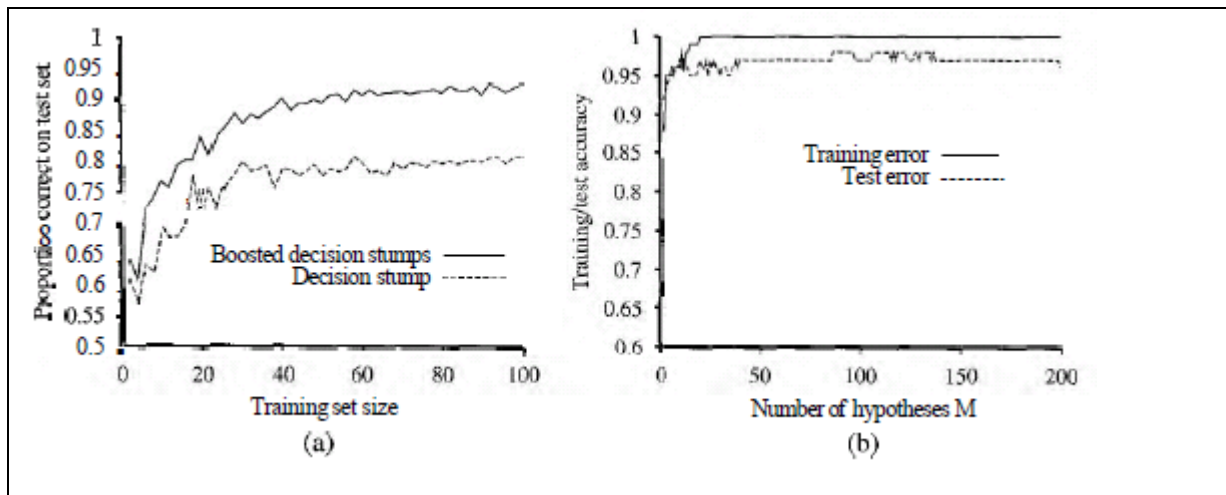 1
0.95
0.9
0.85
0.8
0.75
0.7
0.65
0.6
0.55
0.5
Proportioo correct on test set
Boosted decision stumps
Decision stump
0 20 40 60 80 100
Training set size
(a)
1
0.95
0.9
0.85
0.8
0.75
0.7
0.65
0.6
Training/test accuracy
Training error
Test error
0 50 100 150 200
Number of hypotheses M
(b)